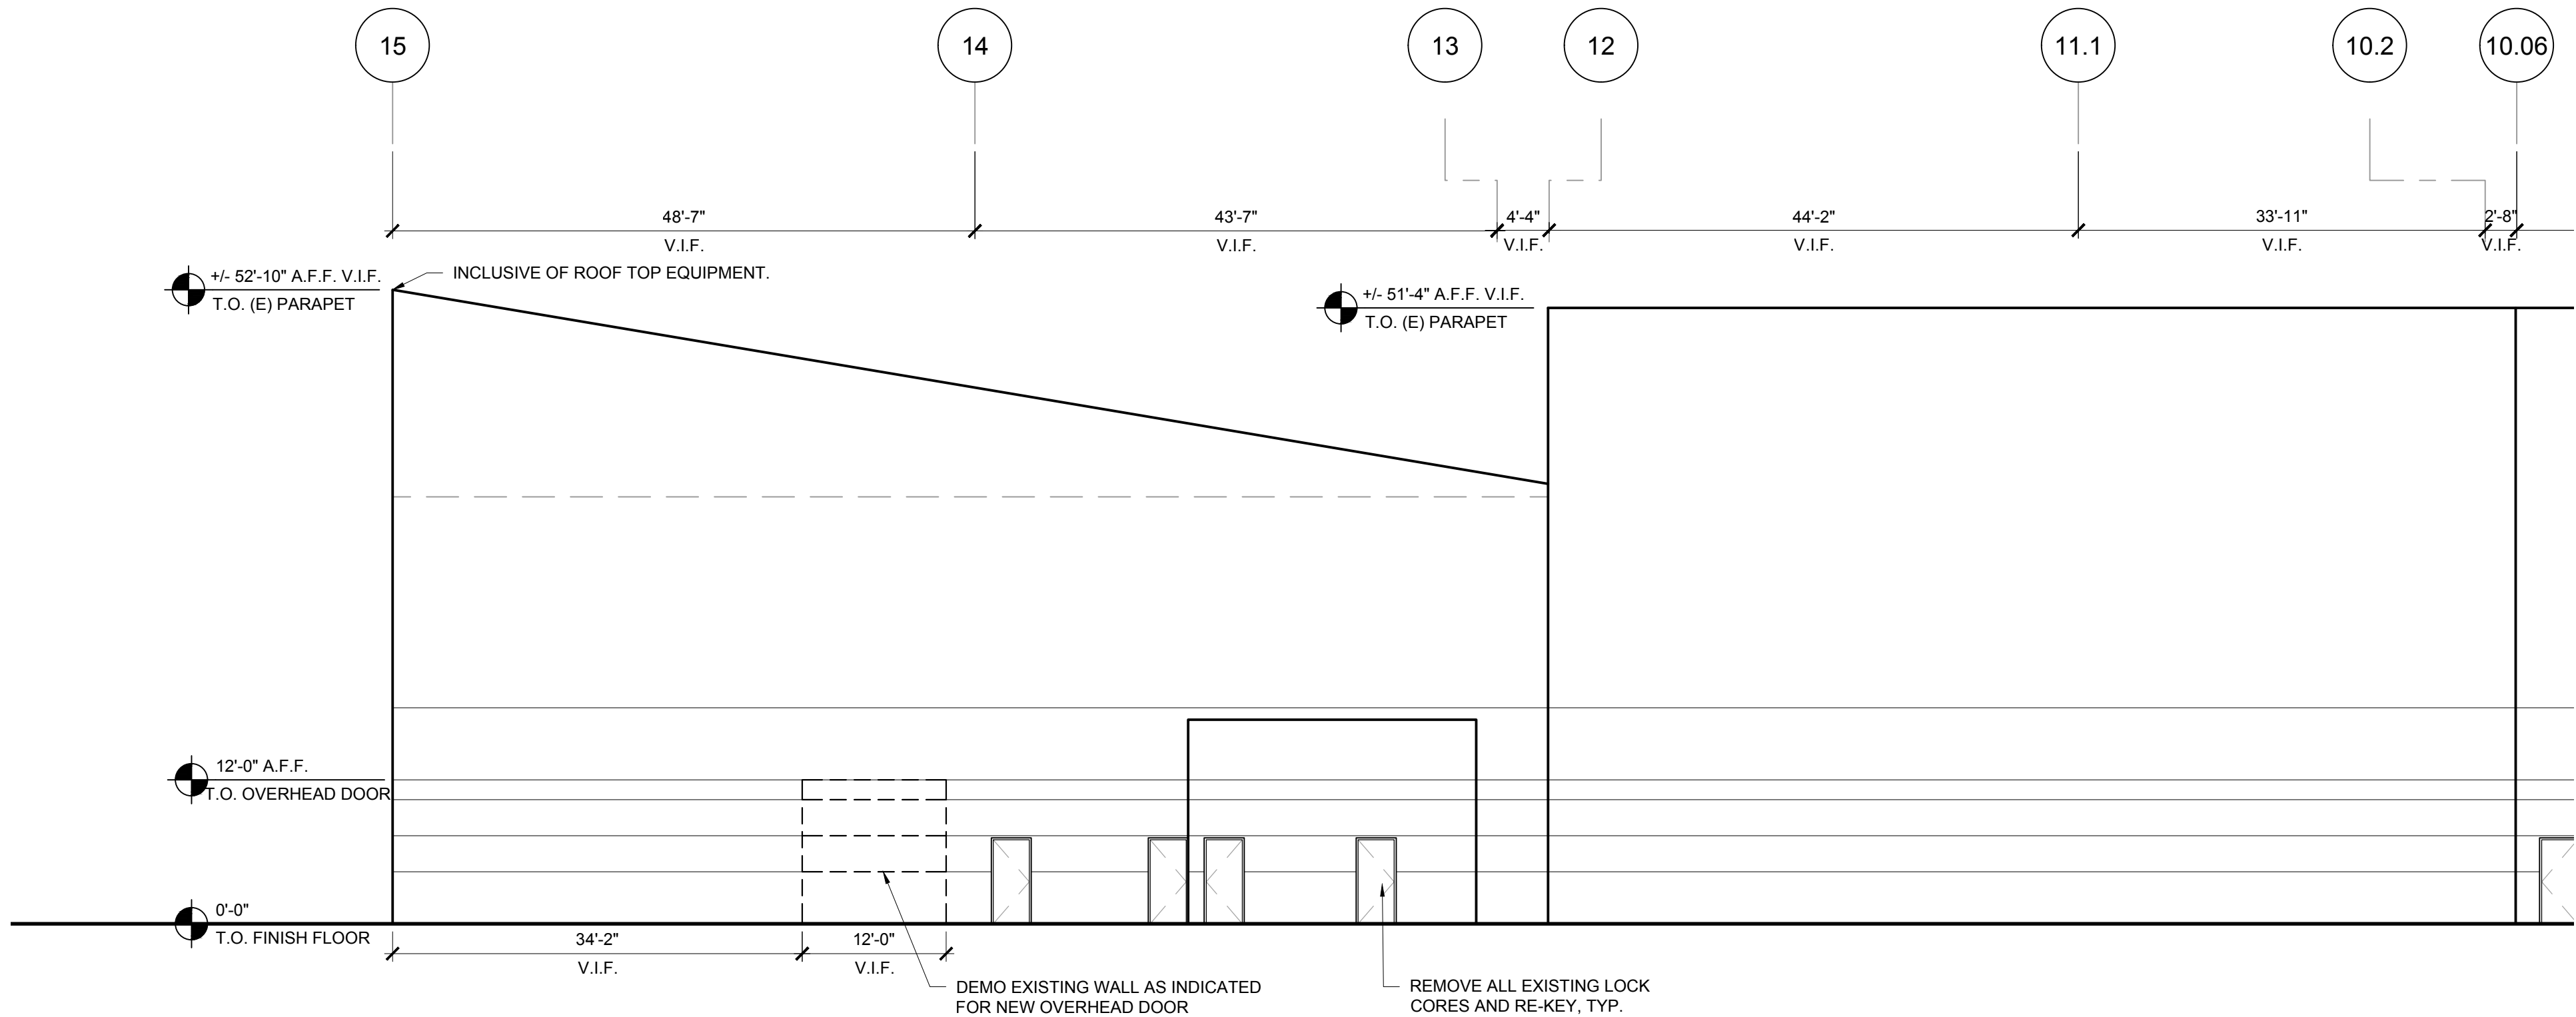 15
14
13
12
11.1
10.2
10.06
48'-7"
43'-7"
4'-4"
44'-2"
33'-11"
2'-8"
V.I.F.
V.I.F.
V.I.F.
V.I.F.
V.I.F.
V.I.F.
+/- 52'-10" A.F.F. V.I.F.
T.O. (E) PARAPET
INCLUSIVE OF ROOF TOP EQUIPMENT.
+/- 51'-4" A.F.F. V.I.F.
T.O. (E) PARAPET
12'-0" A.F.F.
T.O. OVERHEAD DOOR
0'-0"
T.O. FINISH FLOOR
34'-2"
V.I.F.
12'-0"
V.I.F.
DEMO EXISTING WALL AS INDICATED
FOR NEW OVERHEAD DOOR
REMOVE ALL EXISTING LOCK
CORES AND RE-KEY, TYP.